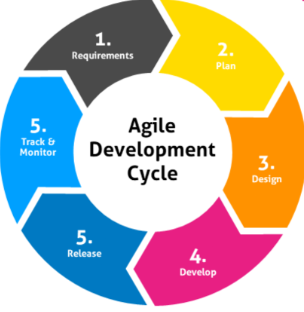 1.
Requirements
2.
Plan
3.
Design
4.
Develop
5.
Release
5.
Track &
Monitor
Agile
Development
Cycle